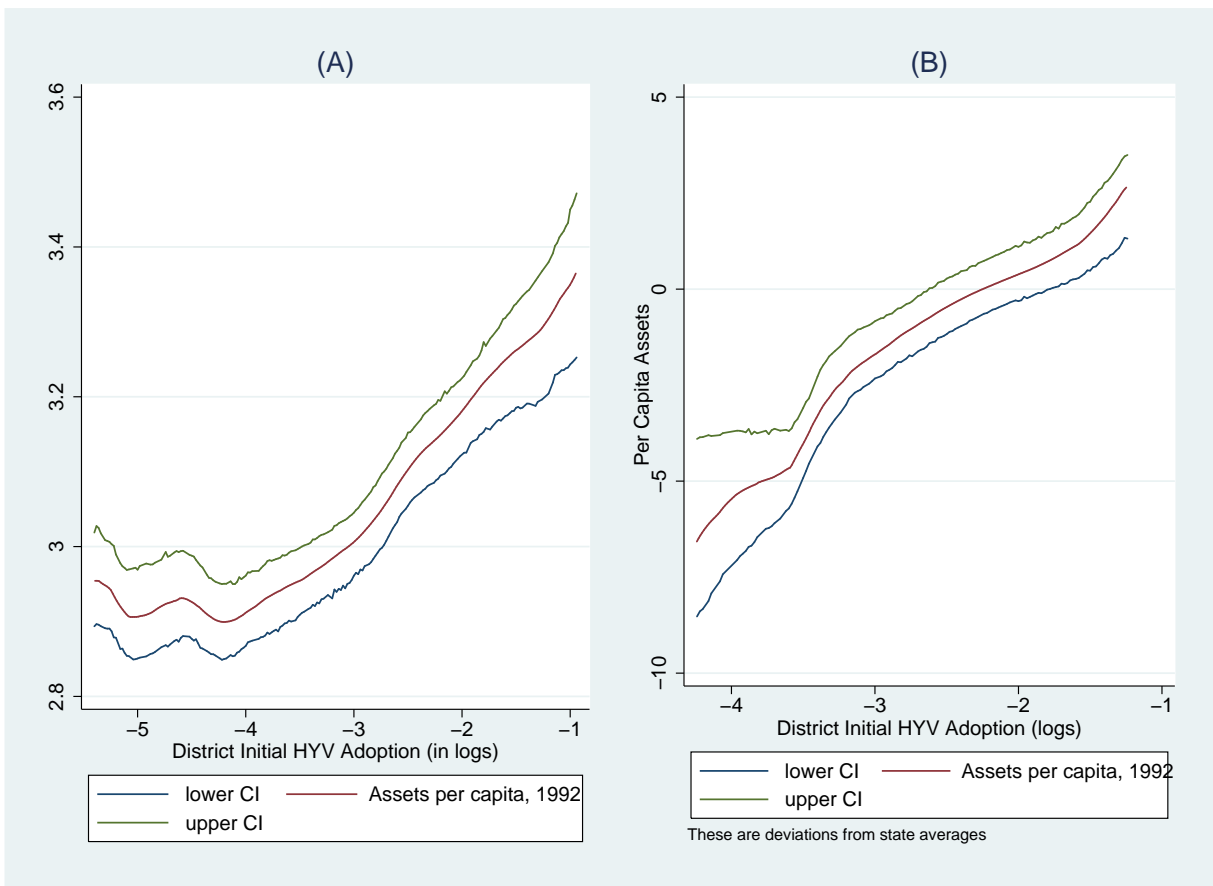 (A)
3.6
3.4
3.2
3
2.8
−5 −4 −3 −2 −1
District Initial HYV Adoption (in logs)
lower CI Assets per capita, 1992
upper CI
(B)
Per Capita Assets
5
0
−5
−10
−4 −3 −2 −1
District Initial HYV Adoption (logs)
lower CI Assets per capita, 1992
upper CI
These are deviations from state averages